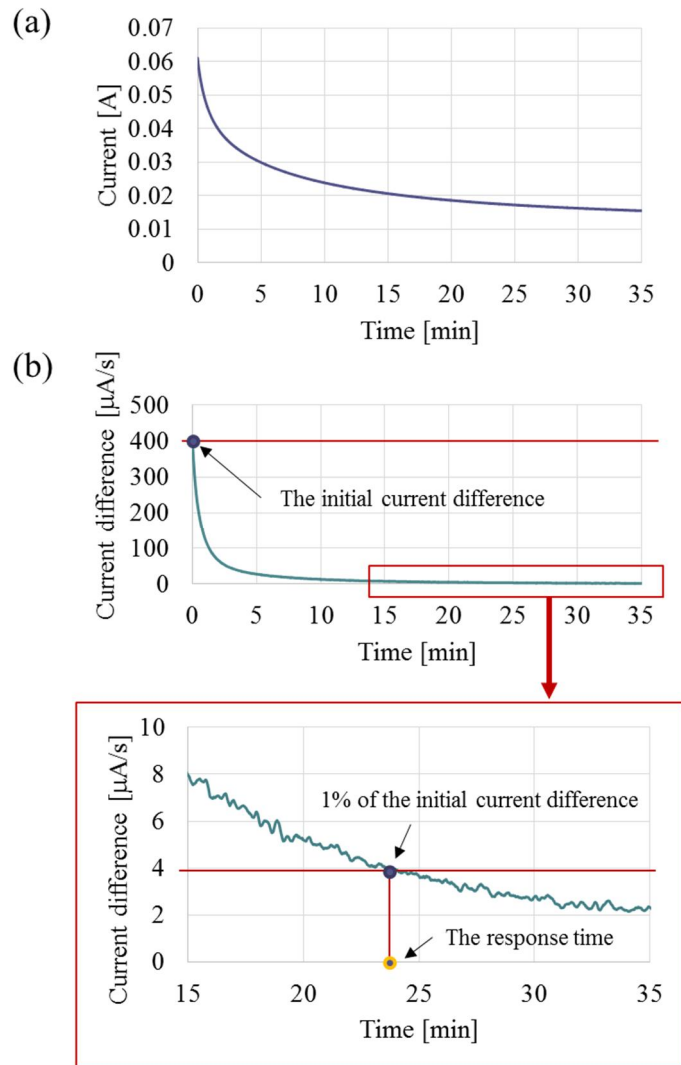 (a)
Current [A]
0.07
0.06
0.05
0.04
0.03
0.02
0.01
0
0 5 10 15 20 25 30 35
Time [min]
(b)
Current difference [µA/s]
500
400
300
200
100
0
The initial current difference
0 5 10 15 20 25 30 35
Time [min]
Current difference [µA/s]
10
8
6
4
2
0
1% of the initial current difference
The response time
15 20 25 30 35
Time [min]